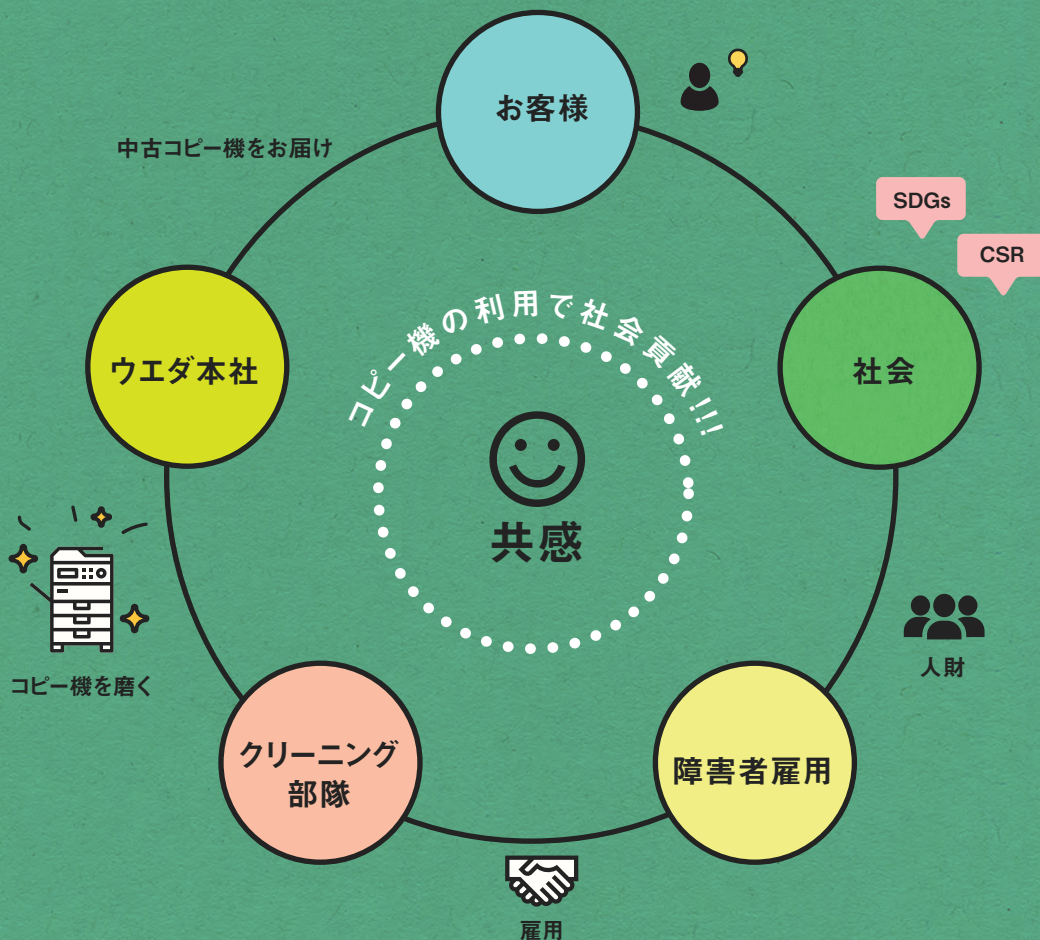 お客様
中古コピー機をお届け
SDGs
CSR
ウエダ本社
社会
コピー機の利用で社会貢献!!!
共感
コピー機を磨く
人財
クリーニング
部隊
障害者雇用
雇用